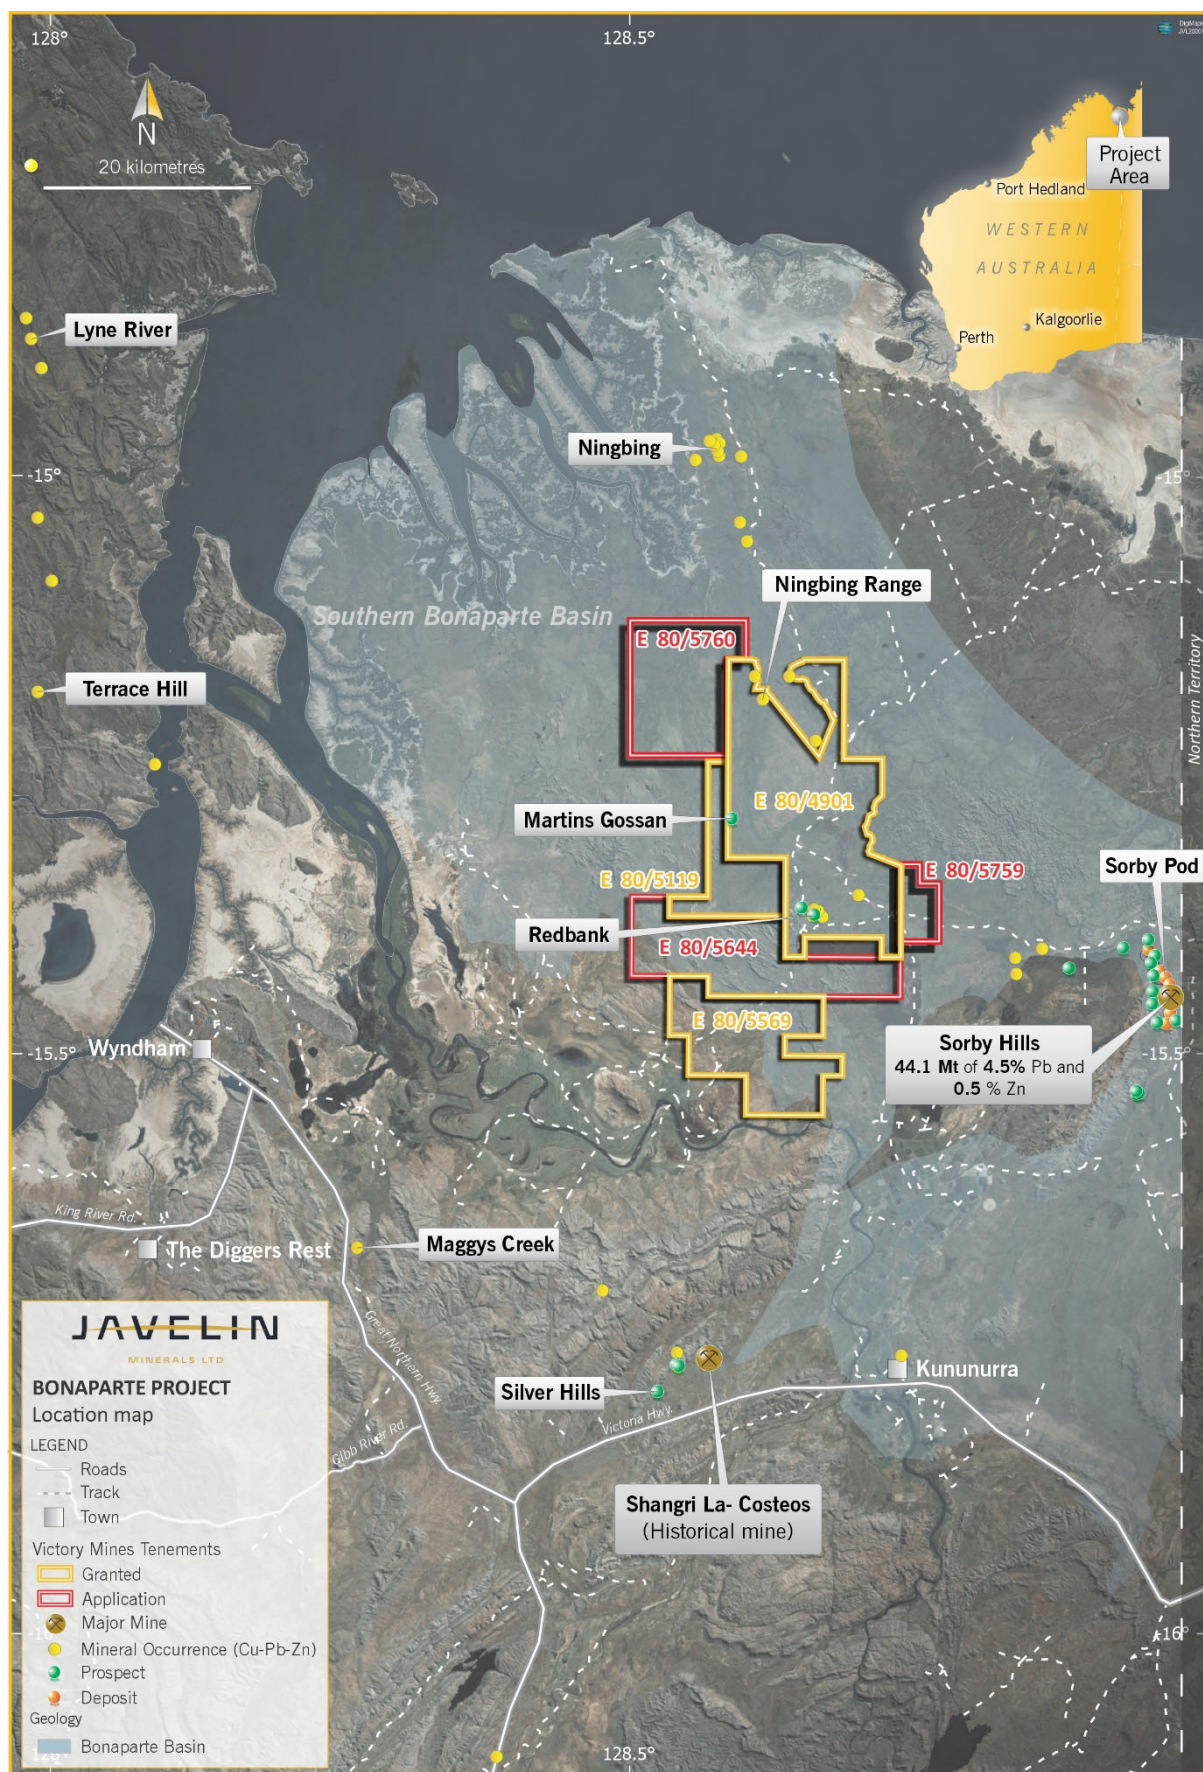 128°
128.5°
DigiMaps
N
20 kilometres
Project
Area
Port Hedland
WESTERN
AUSTRALIA
Kalgoorlie
Perth
Lyne River
Ningbing
-15°
-15°
Ningbing Range
Southern Bonaparte Basin
E 80/5760
Terrace Hill
Northern Territory
E 80/4901
Martins Gossan
Sorby Pod
E 80/5759
E 80/5119
Redbank
E 80/5644
E 80/5569
Sorby Hills
44.1 Mt of 4.5% Pb and
0.5 % Zn
-15.5°
-15.5°
Wyndham
King River Rd.
The Diggers Rest
Maggys Creek
Great Northern Hwy.
Kununurra
Silver Hills
Victoria Hwy.
Gibb River Rd.
Shangri La- Costeos
(Historical mine)
JAVELIN
MINERALS LTD
BONAPARTE PROJECT
Location map
LEGEND
Roads
Track
Town
Victory Mines Tenements
Granted
Application
Major Mine
Mineral Occurrence (Cu-Pb-Zn)
Prospect
Deposit
Geology
Bonaparte Basin
-16°
-16°
128°
128.5°